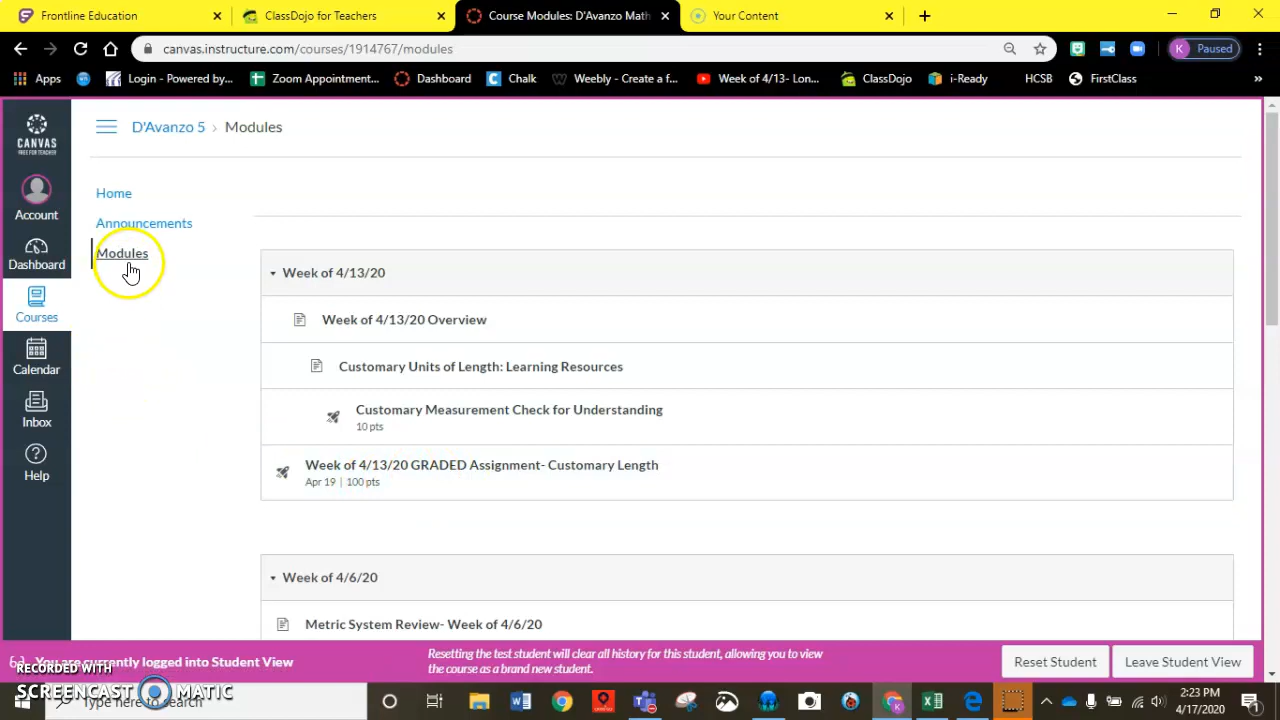 Frontline Education
ClassDojo for Teachers
Course Modules: D'Avanzo Math
Your Content
canvas.instructure.com/courses/1914767/modules
K Paused
Apps
Login - Powered by...
Zoom Appointment...
Dashboard
Chalk
Weebly - Create a f...
Week of 4/13- Lon...
ClassDojo
i-Ready
HCSB
FirstClass
»
CANVAS
FREE FOR TEACHER
Account
Dashboard
Courses
Calendar
Inbox
Help
D'Avanzo 5 › Modules
Home
Announcements
Modules
Week of 4/13/20
Week of 4/13/20 Overview
Customary Units of Length: Learning Resources
Customary Measurement Check for Understanding
10 pts
Week of 4/13/20 GRADED Assignment- Customary Length
Apr 19 | 100 pts
Week of 4/6/20
Metric System Review- Week of 4/6/20
You are currently logged into Student View
Resetting the test student will clear all history for this student, allowing you to view
the course as a brand new student.
Reset Student
Leave Student View
RECORDED WITH
SCREENCAST MATIC
Type here to search
2:23 PM
4/17/2020